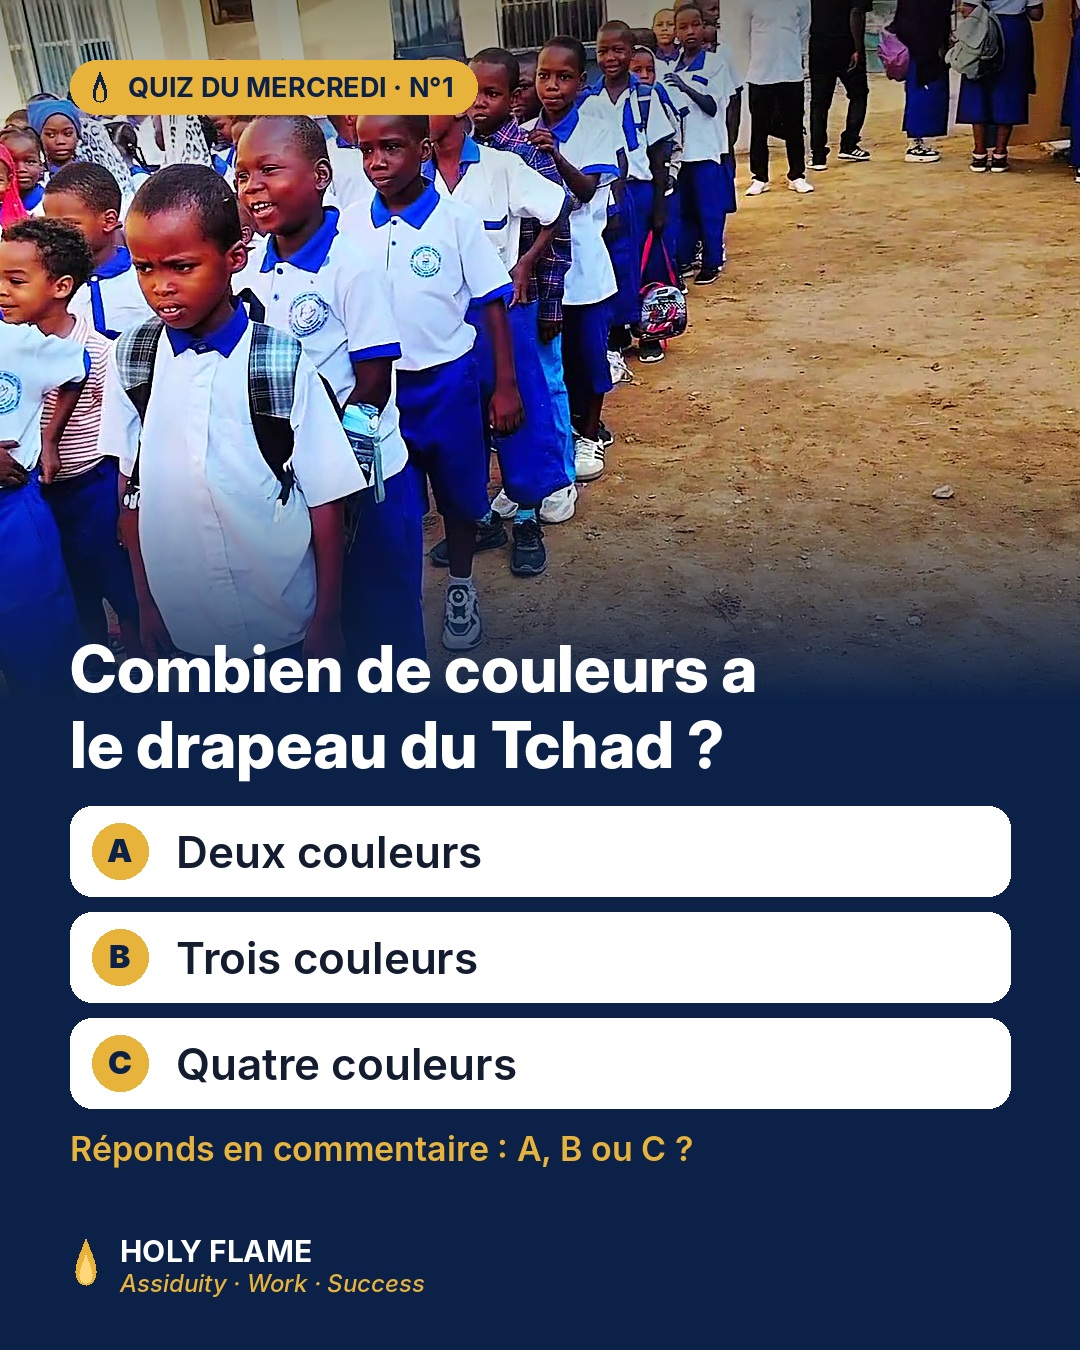 QUIZ DU MERCREDI · N°1
Combien de couleurs a
le drapeau du Tchad ?
A Deux couleurs
B Trois couleurs
C Quatre couleurs
Réponds en commentaire : A, B ou C ?
HOLY FLAME
Assiduity · Work · Success